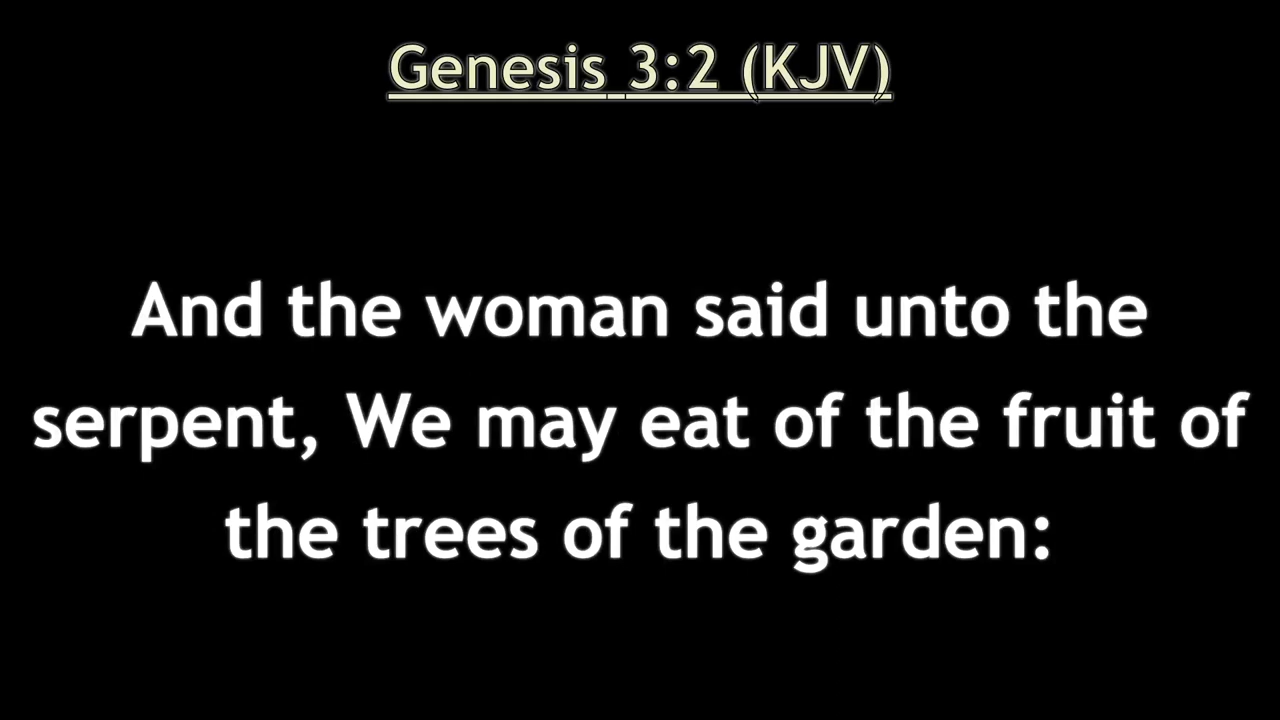 Genesis 3:2 (KJV)
And the woman said unto the
serpent, We may eat of the fruit of
the trees of the garden: